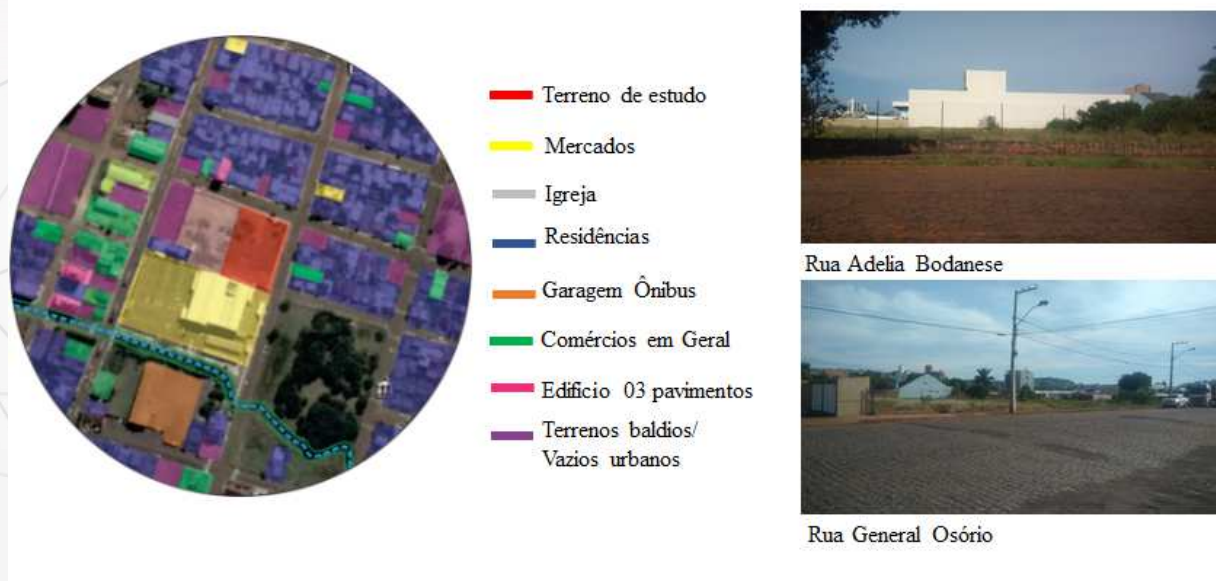 Terreno de estudo
Mercados
Igreja
Residências
Garagem Ônibus
Comércios em Geral
Edifício 03 pavimentos
Terrenos baldios/
Vazios urbanos
Rua Adelia Bodanese
Rua General Osório